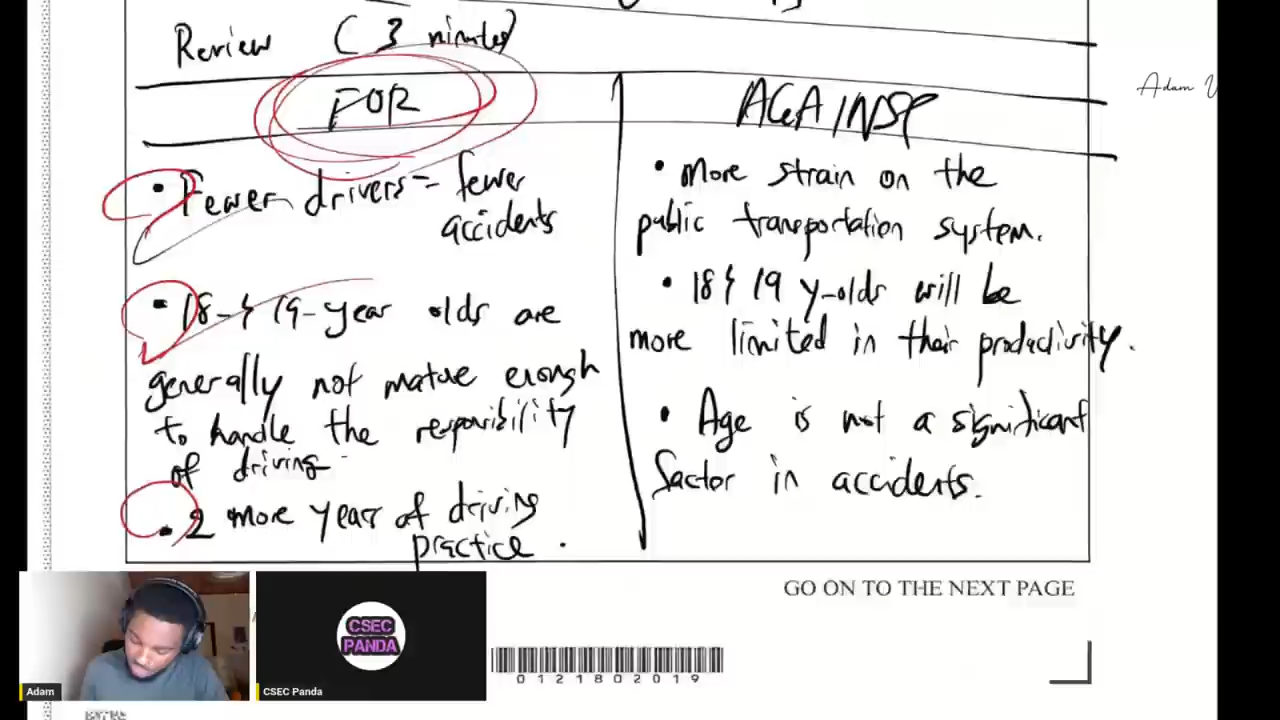 Review ( 3 minutes)
FOR
AGAINST
Adam
• Fewer drivers = fewer
accidents
• 18- & 19-year olds are
generally not mature enough
to handle the responsibility
of driving.
• 2 more year of driving
practice.
• More strain on the
public transportation system.
• 18 & 19 y-olds will be
more limited in their productivity.
• Age is not a significant
factor in accidents.
GO ON TO THE NEXT PAGE
0121802019
CSEC
PANDA
Adam
CSEC Panda